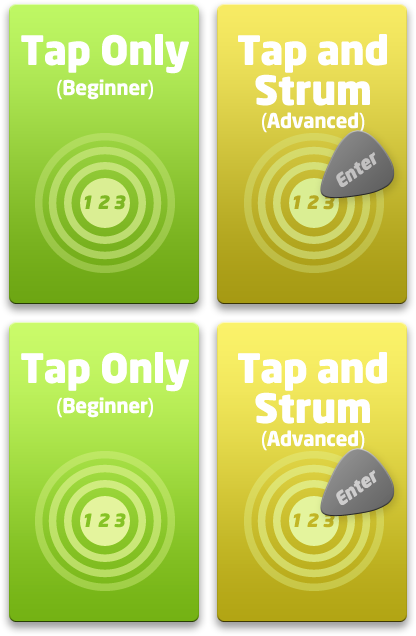 Tap Only
(Beginner)
1 2 3
Tap and
Strum
(Advanced)
1 2 3
Enter
Tap Only
(Beginner)
1 2 3
Tap and
Strum
(Advanced)
1 2 3
Enter